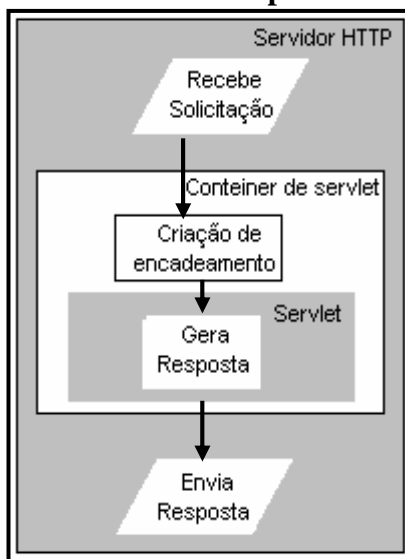 Servidor HTTP
Recebe
Solicitação
Conteiner de servlet
Criação de
encadeamento
Servlet
Gera
Resposta
Envia
Resposta